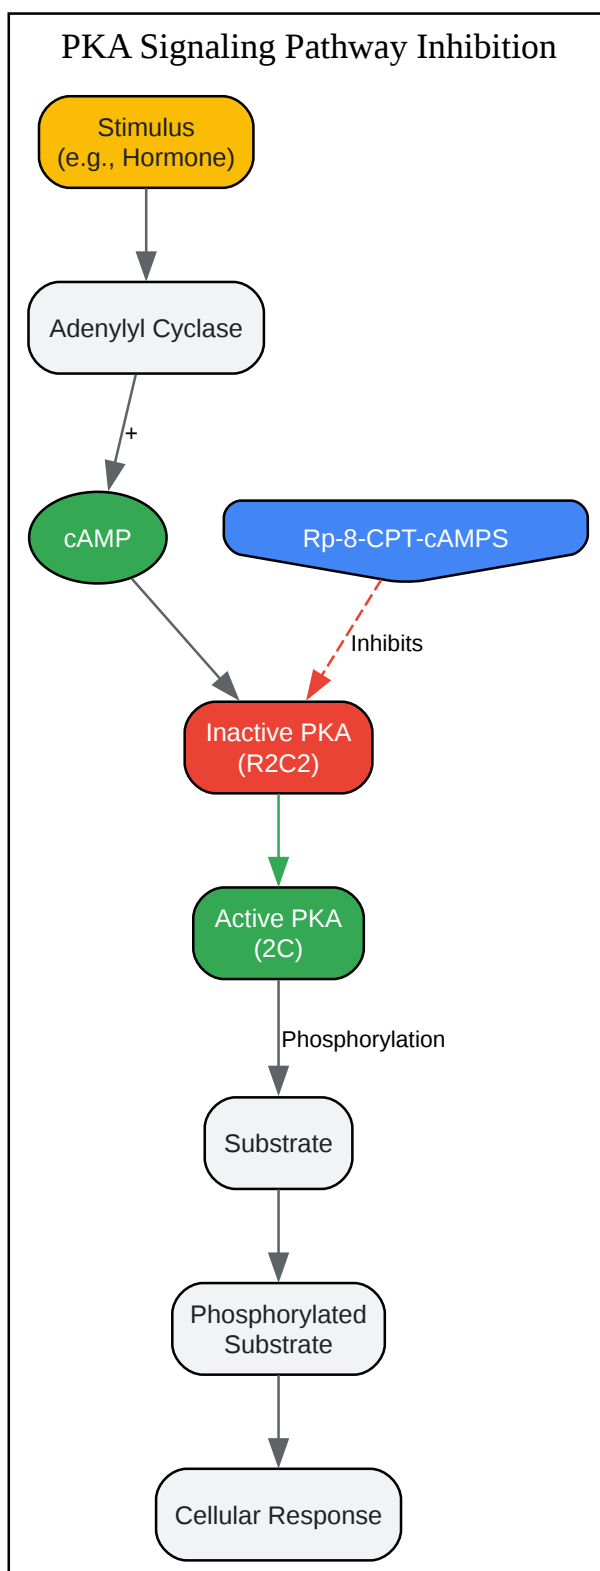 PKA Signaling Pathway Inhibition
Stimulus
(e.g., Hormone)
Adenylyl Cyclase
+
cAMP
Rp-8-CPT-cAMPS
Inhibits
Inactive PKA
(R2C2)
Active PKA
(2C)
Phosphorylation
Substrate
Phosphorylated
Substrate
Cellular Response